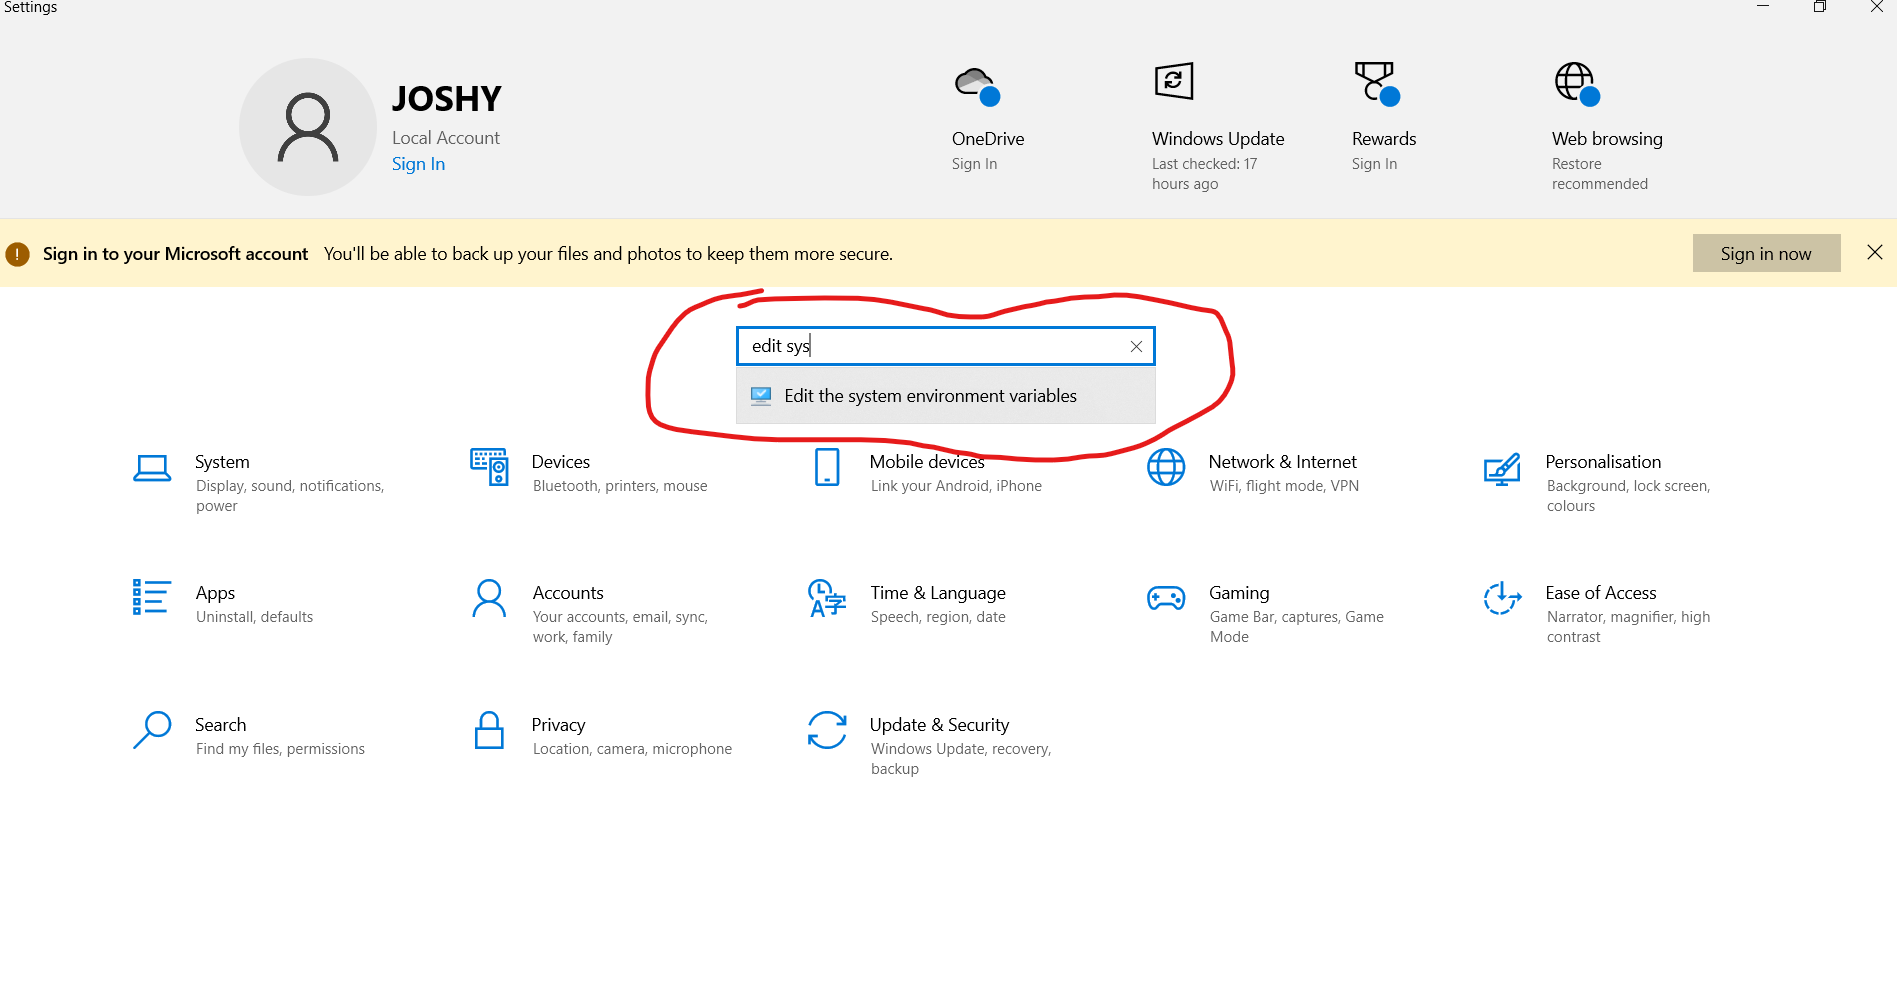 Settings
JOSHY
Local Account
Sign In
OneDrive
Sign In
Windows Update
Last checked: 17
hours ago
Rewards
Sign In
Web browsing
Restore
recommended
Sign in to your Microsoft account You'll be able to back up your files and photos to keep them more secure.
Sign in now
edit sys
Edit the system environment variables
System
Display, sound, notifications,
power
Devices
Bluetooth, printers, mouse
Mobile devices
Link your Android, iPhone
Network & Internet
WiFi, flight mode, VPN
Personalisation
Background, lock screen,
colours
Apps
Uninstall, defaults
Accounts
Your accounts, email, sync,
work, family
Time & Language
Speech, region, date
Gaming
Game Bar, captures, Game
Mode
Ease of Access
Narrator, magnifier, high
contrast
Search
Find my files, permissions
Privacy
Location, camera, microphone
Update & Security
Windows Update, recovery,
backup